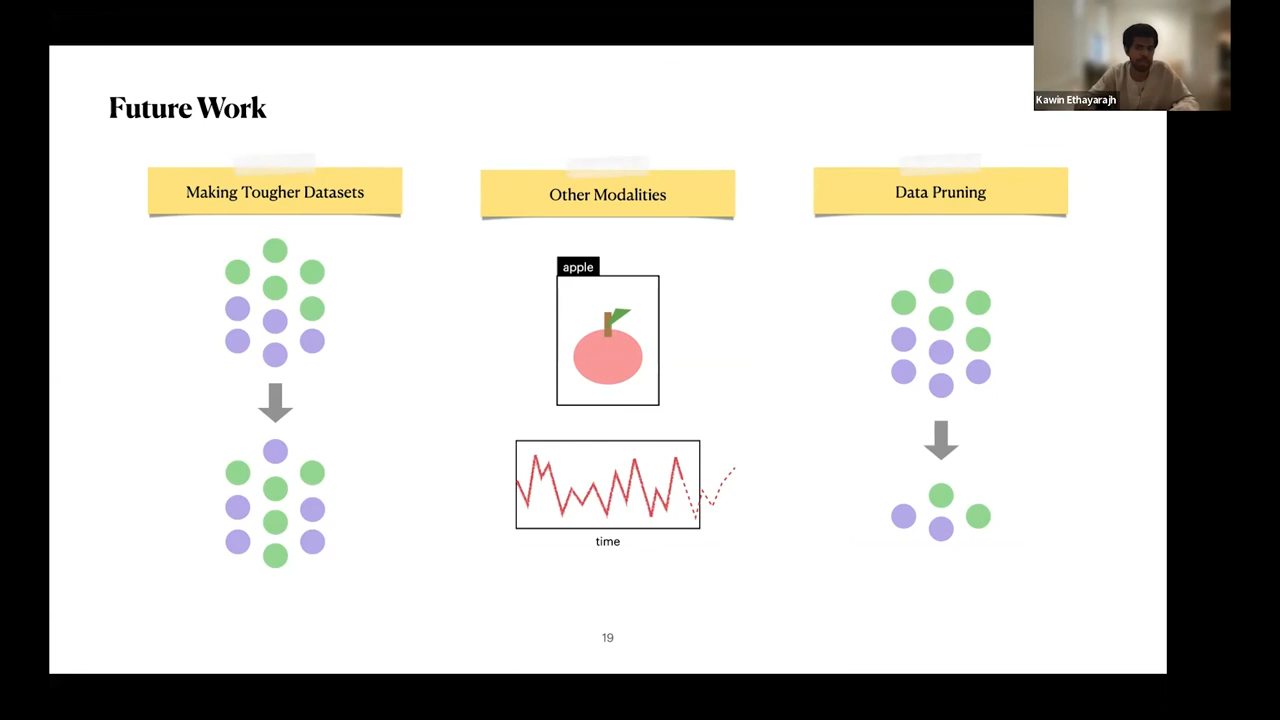 Future Work
Kawin Ethayarajh
Making Tougher Datasets
Other Modalities
Data Pruning
apple
time
19